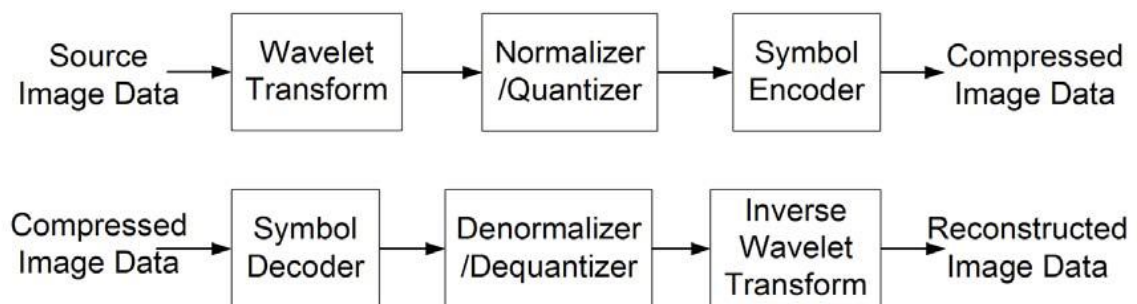 Source
Image Data
Wavelet
Transform
Normalizer
/Quantizer
Symbol
Encoder
Compressed
Image Data
Compressed
Image Data
Symbol
Decoder
Denormalizer
/Dequantizer
Inverse
Wavelet
Transform
Reconstructed
Image Data